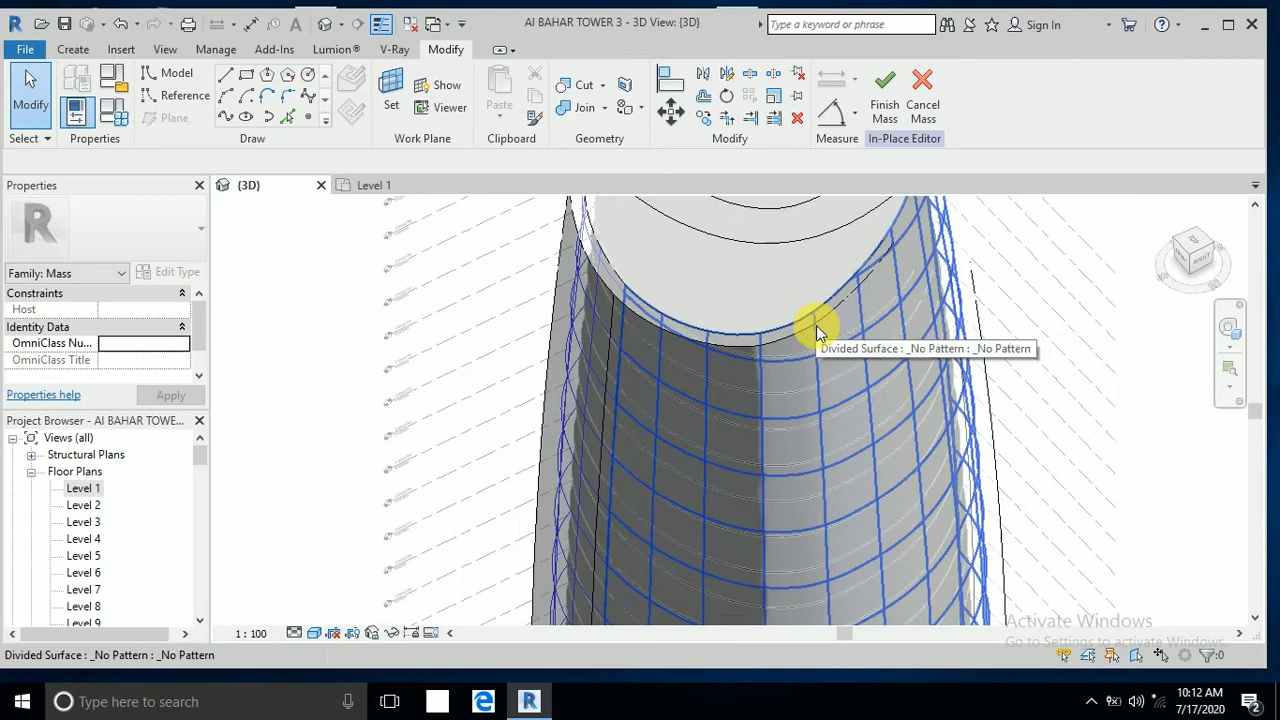 AI BAHAR TOWER 3 - 3D View: {3D}
Type a keyword or phrase
Sign In
File
Create
Insert
View
Manage
Add-Ins
Lumion®
V-Ray
Modify
Modify
Select
Properties
Model
Reference
Plane
Draw
Set
Show
Viewer
Work Plane
Paste
Clipboard
Cut
Join
Geometry
Modify
Measure
Finish Mass
Cancel Mass
In-Place Editor
Properties
{3D}
Level 1
R
Family: Mass
Edit Type
Constraints
Host
Identity Data
OmniClass Nu...
OmniClass Title
Properties help
Apply
Project Browser - AI BAHAR TOWE...
Views (all)
Structural Plans
Floor Plans
Level 1
Level 2
Level 3
Level 4
Level 5
Level 6
Level 7
Level 8
Level 9
Divided Surface : _No Pattern : _No Pattern
RIGHT
1 : 100
Activate Windows
Go to Settings to activate Windows.
Divided Surface : _No Pattern : _No Pattern
:0
Type here to search
10:12 AM
7/17/2020
2